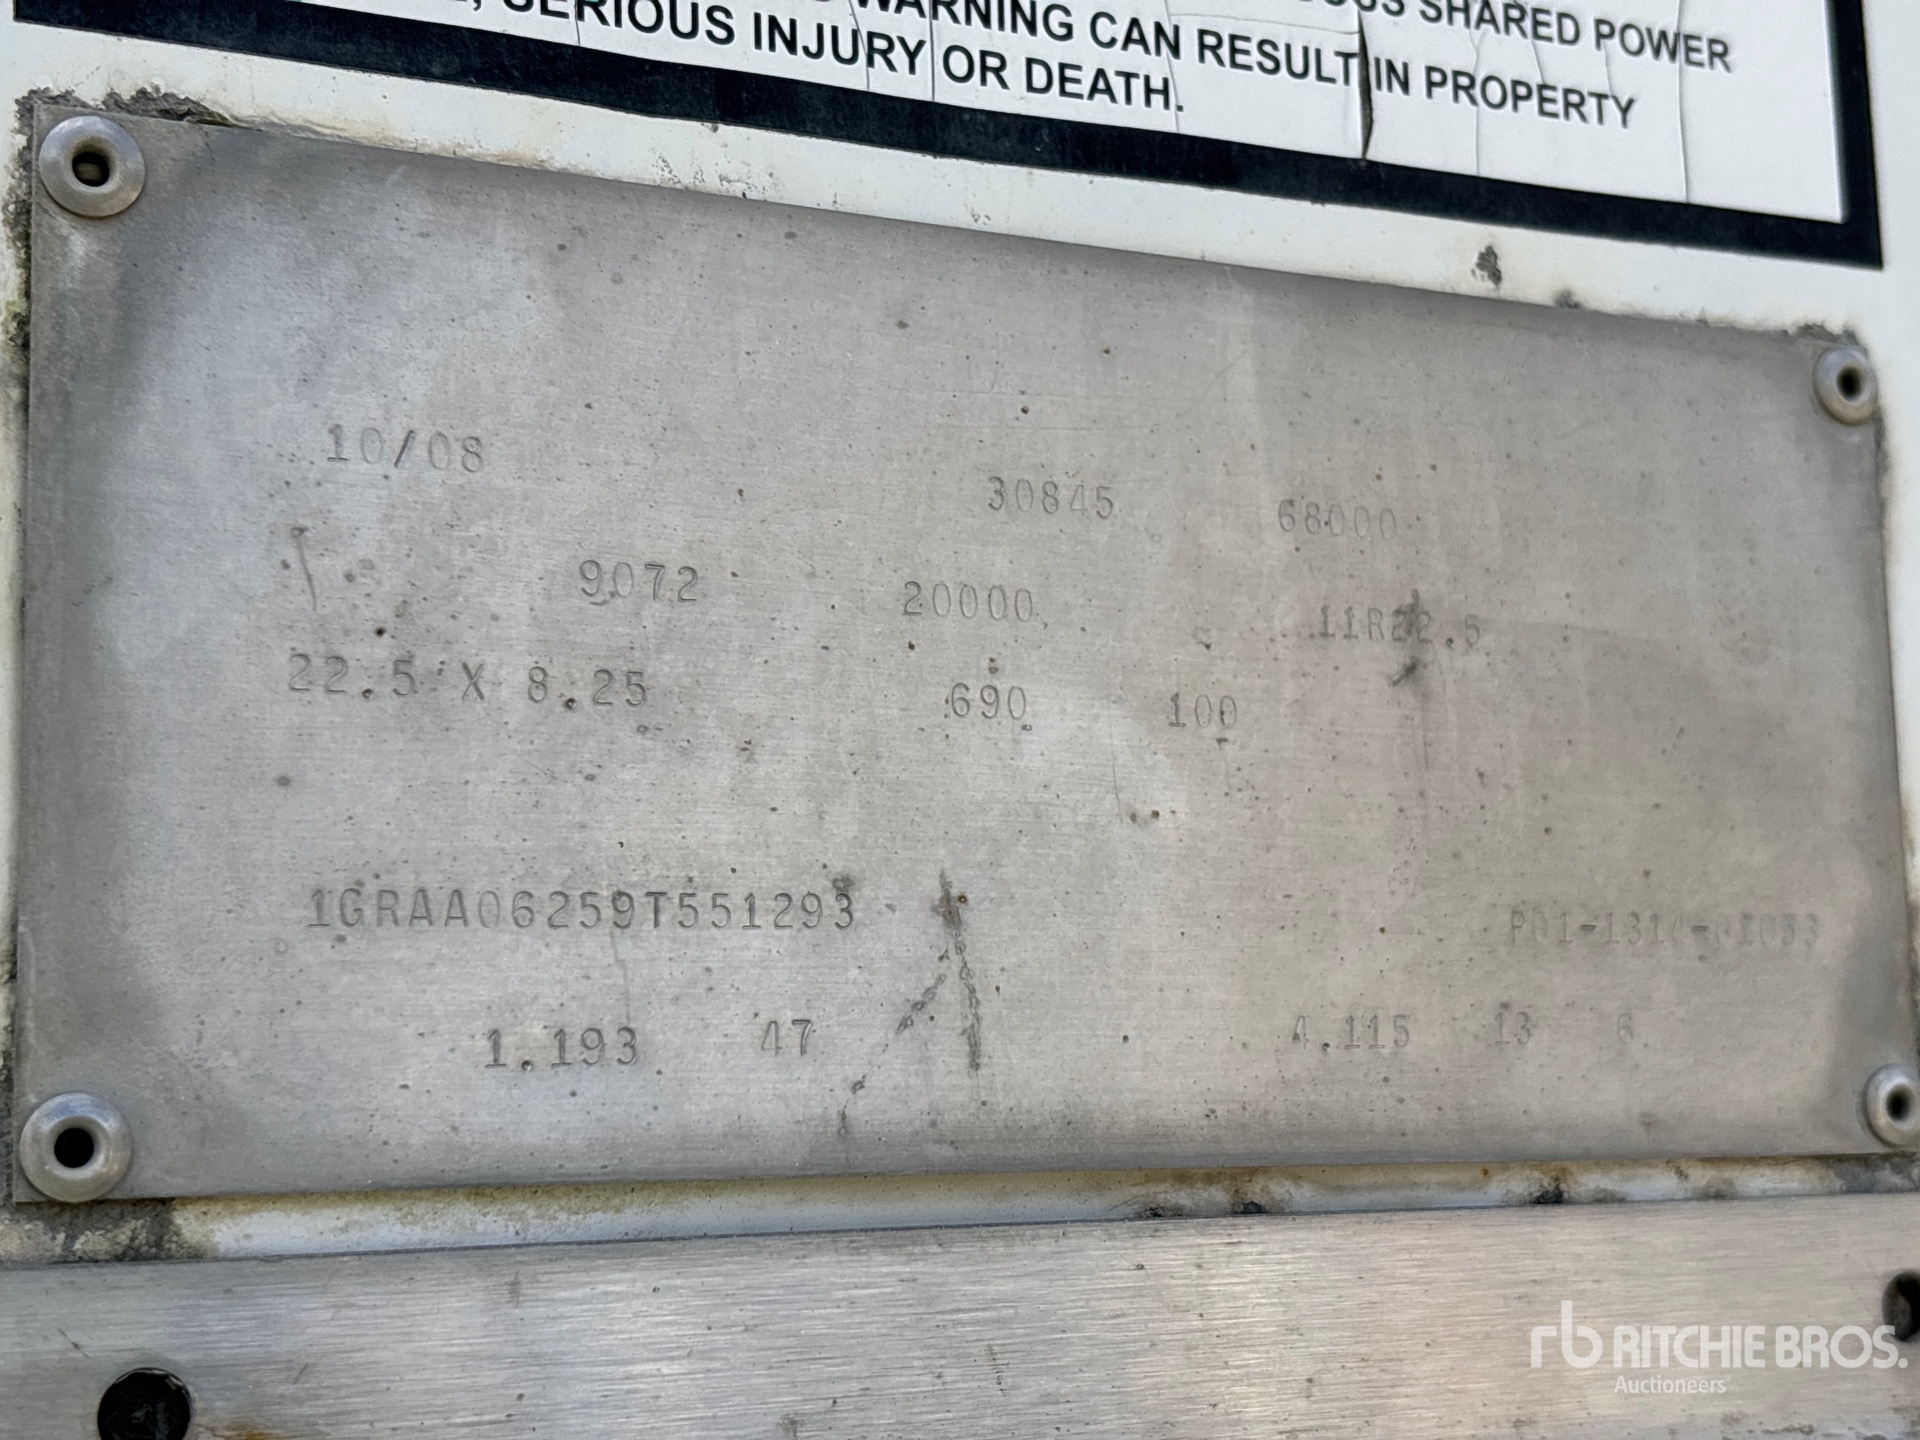 SHARED POWER
WARNING CAN RESULT IN PROPERTY
SERIOUS INJURY OR DEATH.
10/08
30845 68000
9072 20000 11R22.5
22.5 X 8.25 690 100
1GRAA06259T551293
1.193 47 4.115 13 6
rb RITCHIE BROS.
Auctioneers